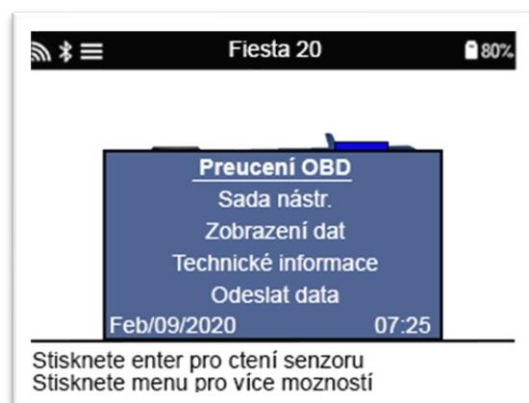 Fiesta 20
80%
Preucení OBD
Sada nástr.
Zobrazení dat
Technické informace
Odeslat data
Feb/09/2020 07:25
Stisknete enter pro ctení senzoru
Stisknete menu pro více mozností